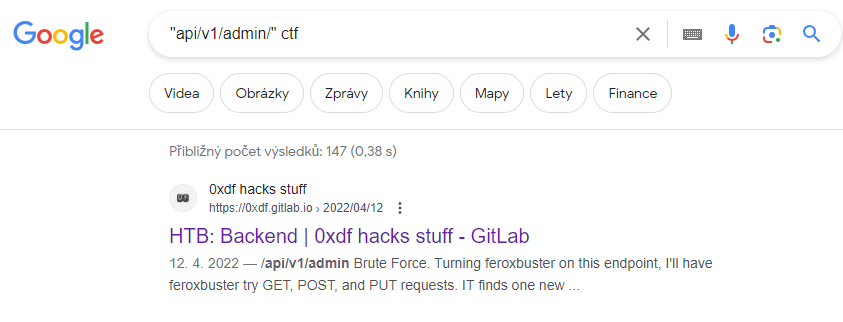 Google
"api/v1/admin/" ctf
Videa Obrázky Zprávy Knihy Mapy Lety Finance
Přibližný počet výsledků: 147 (0,38 s)
0xdf hacks stuff
https://0xdf.gitlab.io › 2022/04/12
HTB: Backend | 0xdf hacks stuff - GitLab
12. 4. 2022 — /api/v1/admin Brute Force. Turning feroxbuster on this endpoint, I'll have
feroxbuster try GET, POST, and PUT requests. IT finds one new ...